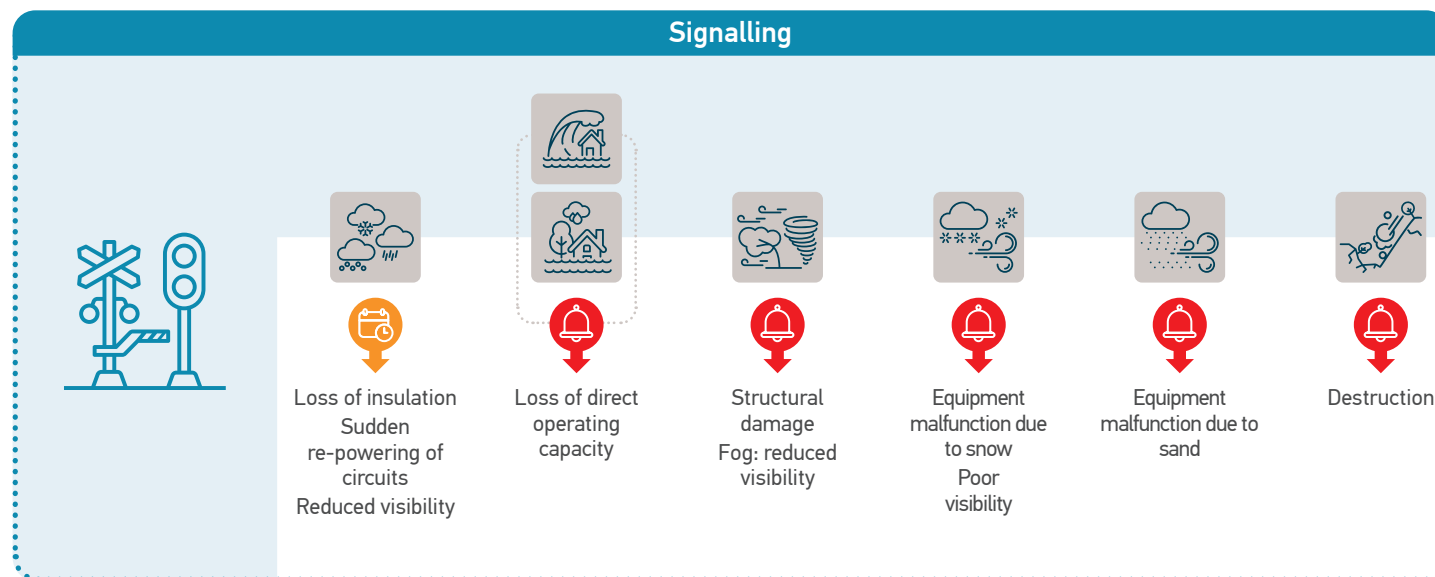 Signalling
Loss of insulation
Sudden
re-powering of
circuits
Reduced visibility
Loss of direct
operating
capacity
Structural
damage
Fog: reduced
visibility
Equipment
malfunction due
to snow
Poor
visibility
Equipment
malfunction due to
sand
Destruction